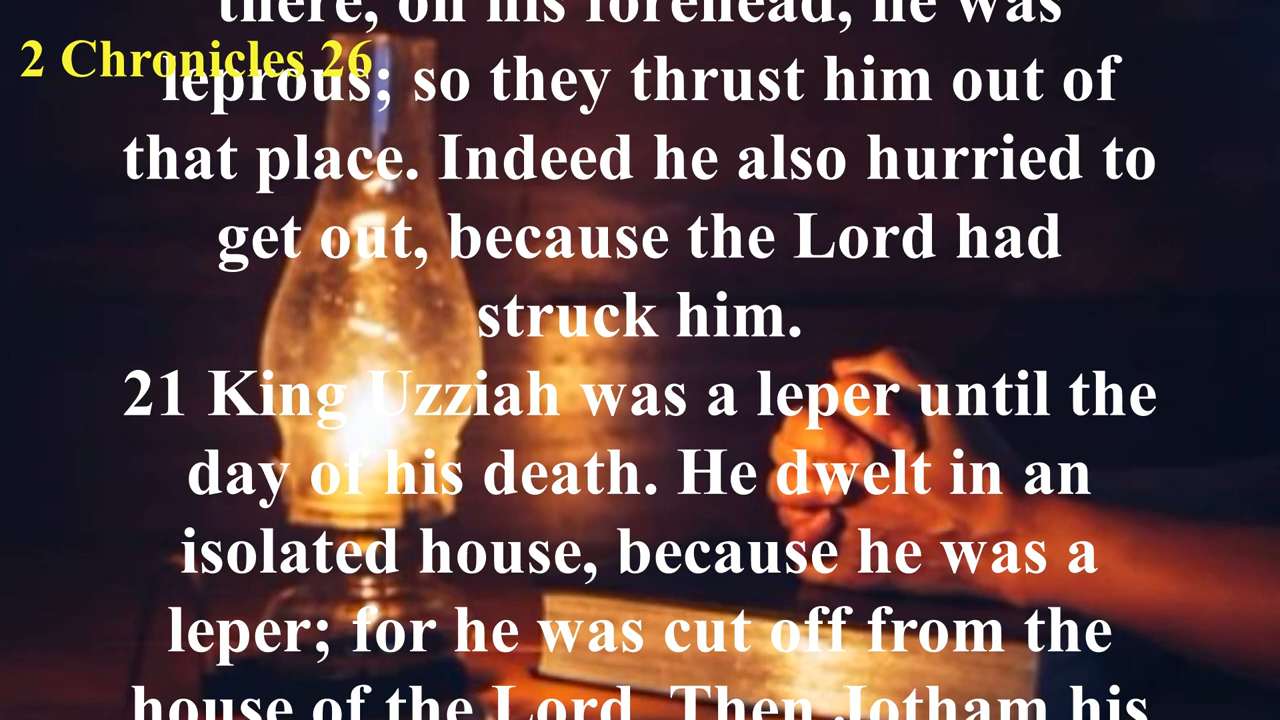 there, on his forehead, he was
2 Chronicles 26
leprous; so they thrust him out of
that place. Indeed he also hurried to
get out, because the Lord had
struck him.
21 King Uzziah was a leper until the
day of his death. He dwelt in an
isolated house, because he was a
leper; for he was cut off from the
house of the Lord. Then Jotham his